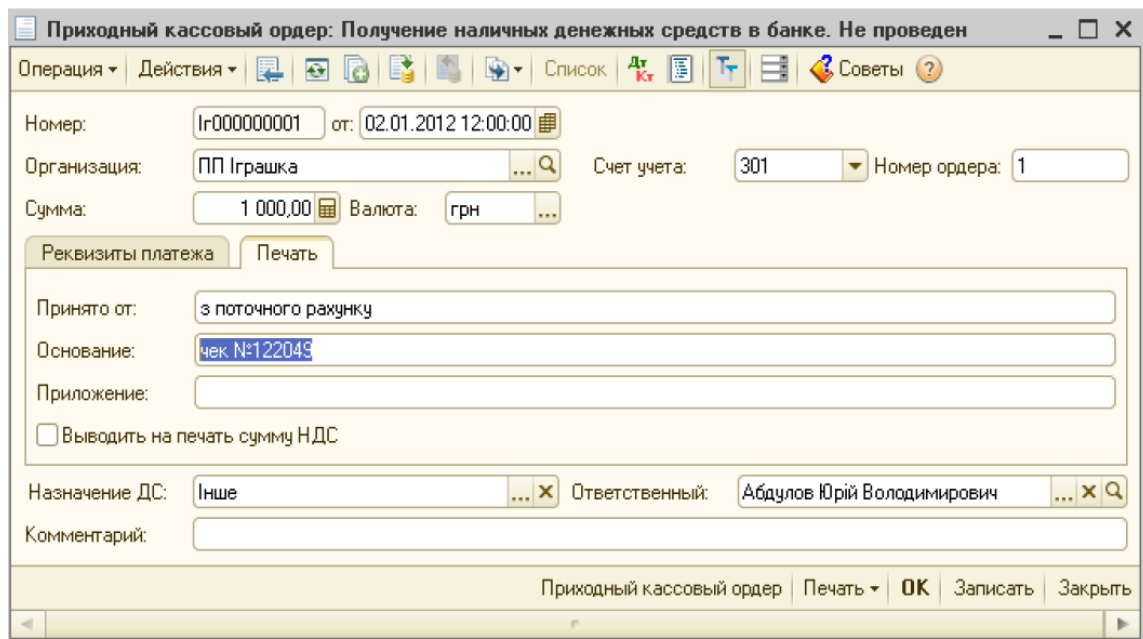 Приходный кассовый ордер: Получение наличных денежных средств в банке. Не проведен
Операция Действия Список Дт Кт Советы
Номер: Іг000000001 от: 02.01.2012 12:00:00
Организация: ПП Іграшка ... Счет учета: 301 Номер ордера: 1
Сумма: 1 000,00 Валюта: грн ...
Реквизиты платежа Печать
Принято от: з поточного рахунку
Основание: чек №122049
Приложение:
Выводить на печать сумму НДС
Назначение ДС: Інше ... Ответственный: Абдулов Юрій Володимирович ...
Комментарий:
Приходный кассовый ордер Печать OK Записать Закрыть